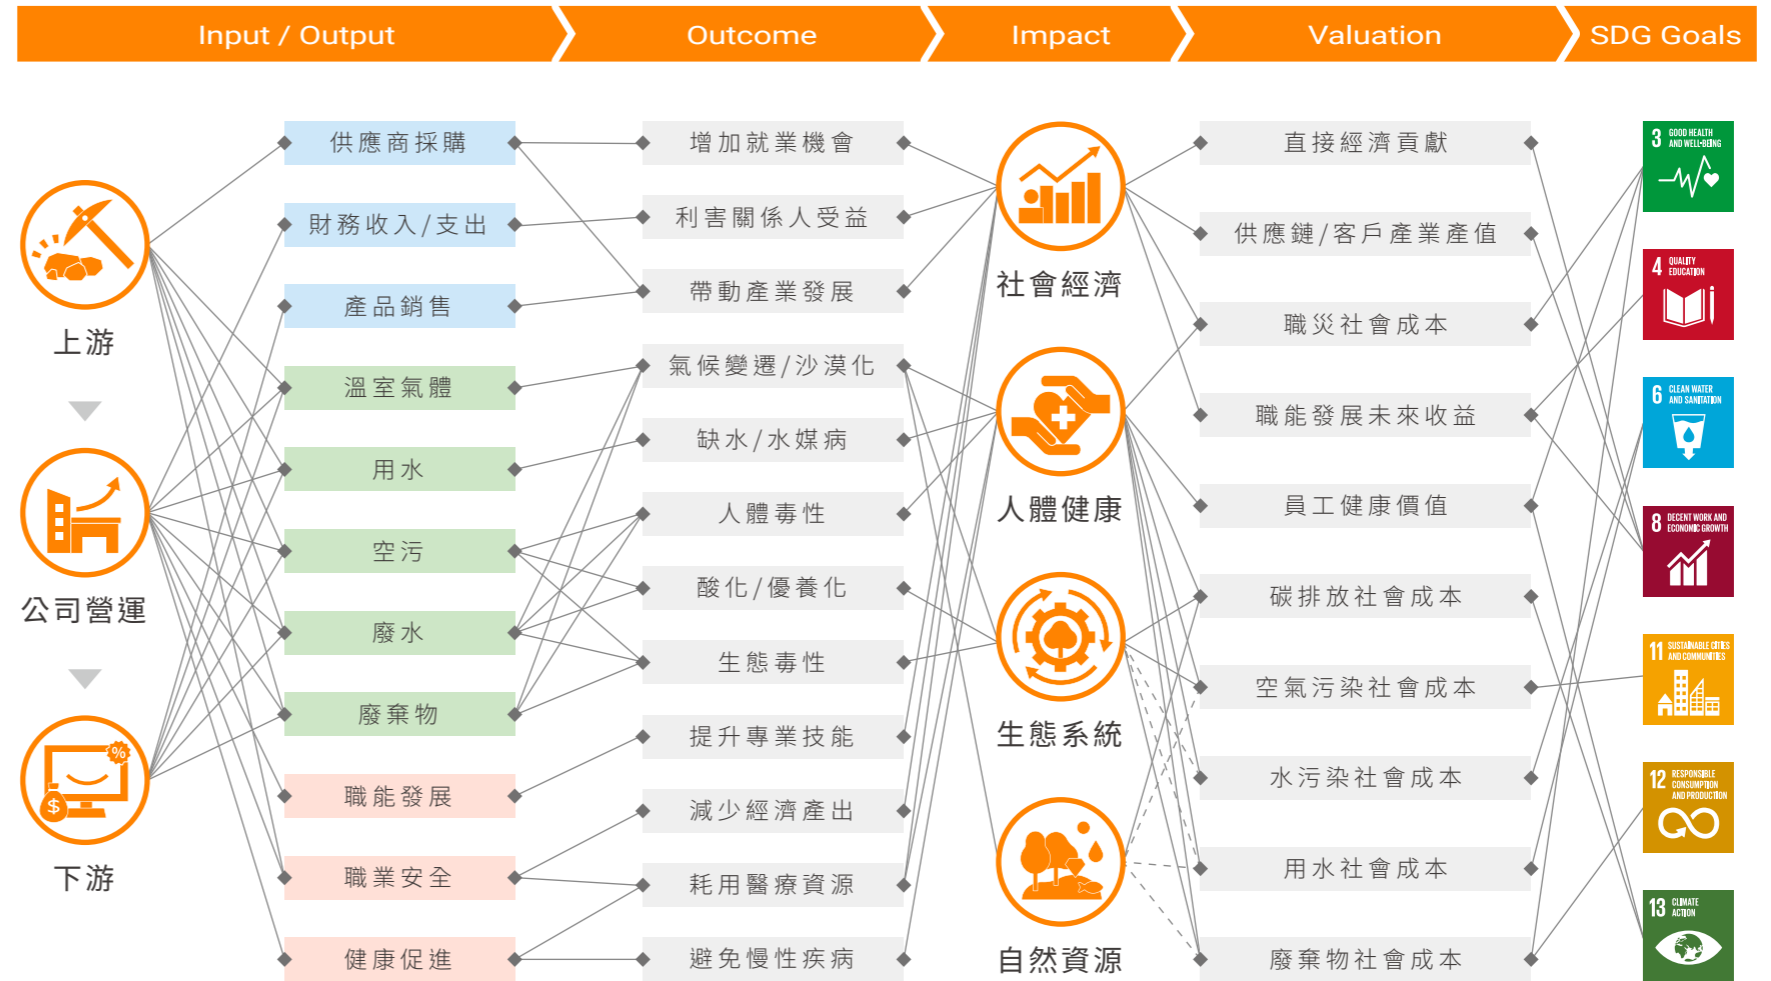 Input / Output
Outcome
Impact
Valuation
SDG Goals
上游
公司營運
下游
%
$
供應商採購
財務收入/支出
產品銷售
溫室氣體
用水
空污
廢水
廢棄物
職能發展
職業安全
健康促進
增加就業機會
利害關係人受益
帶動產業發展
氣候變遷/沙漠化
缺水/水媒病
人體毒性
酸化/優養化
生態毒性
提升專業技能
減少經濟產出
耗用醫療資源
避免慢性疾病
社會經濟
人體健康
生態系統
自然資源
直接經濟貢獻
供應鏈/客戶產業產值
職災社會成本
職能發展未來收益
員工健康價值
碳排放社會成本
空氣污染社會成本
水污染社會成本
用水社會成本
廢棄物社會成本
3 GOOD HEALTH
AND WELL-BEING
4 QUALITY
EDUCATION
6 CLEAN WATER
AND SANITATION
8 DECENT WORK AND
ECONOMIC GROWTH
11 SUSTAINABLE CITIES
AND COMMUNITIES
12 RESPONSIBLE
CONSUMPTION
AND PRODUCTION
13 CLIMATE
ACTION